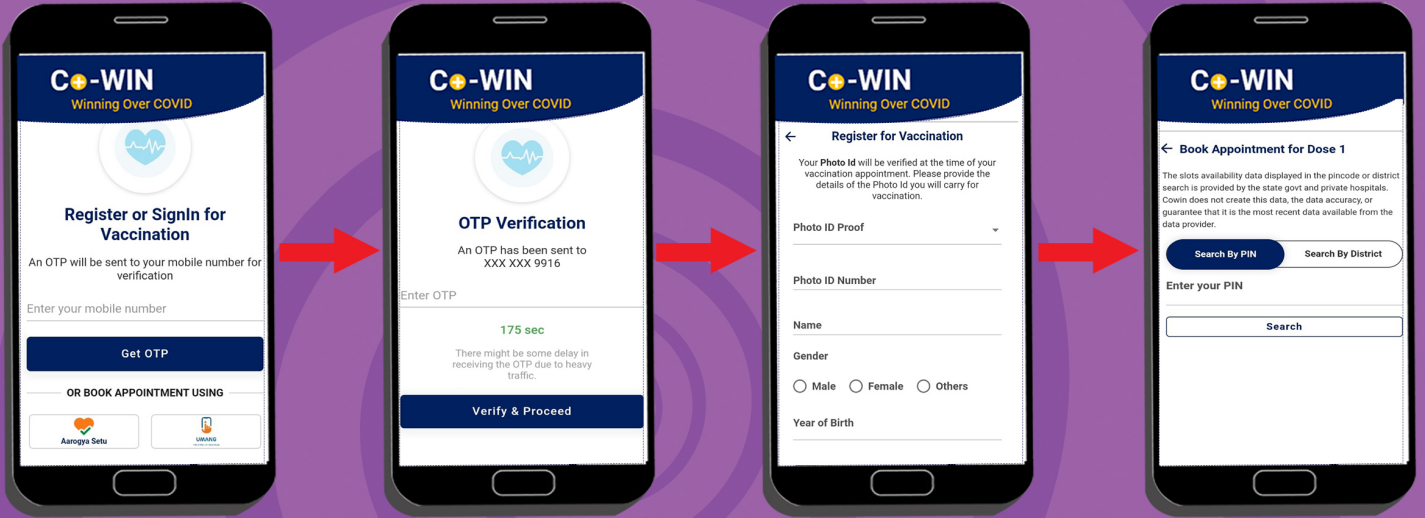 Co-WIN
Winning Over COVID
Register or SignIn for
Vaccination
An OTP will be sent to your mobile number for
verification
Enter your mobile number
Get OTP
OR BOOK APPOINTMENT USING
Aarogya Setu
UMANG
Co-WIN
Winning Over COVID
OTP Verification
An OTP has been sent to
XXX XXX 9916
Enter OTP
175 sec
There might be some delay in
receiving the OTP due to heavy
traffic.
Verify & Proceed
Co-WIN
Winning Over COVID
Register for Vaccination
Your Photo Id will be verified at the time of your
vaccination appointment. Please provide the
details of the Photo Id you will carry for
vaccination.
Photo ID Proof
Photo ID Number
Name
Gender
Male Female Others
Year of Birth
Co-WIN
Winning Over COVID
Book Appointment for Dose 1
The slots availability data displayed in the pincode or district
search is provided by the state govt and private hospitals.
Cowin does not create this data, the data accuracy, or
guarantee that it is the most recent data available from the
data provider.
Search By PIN Search By District
Enter your PIN
Search